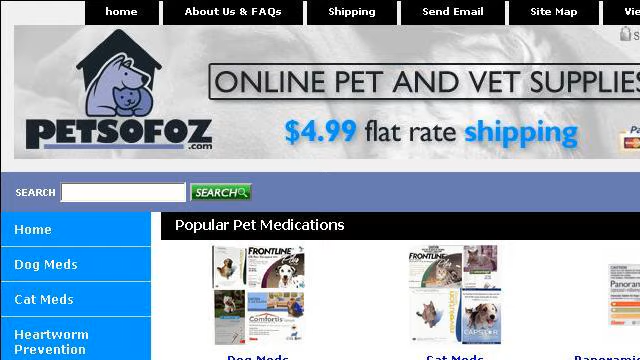 home
About Us & FAQs
Shipping
Send Email
Site Map
ONLINE PET AND VET SUPPLIES
PETSOFOZ
.com
$4.99 flat rate shipping
SEARCH
SEARCH
Home
Popular Pet Medications
Dog Meds
Cat Meds
Heartworm
Prevention
FRONTLINE
Comfortis
FRONTLINE
revolution
CAPSTAR
Dog Meds
Cat Meds